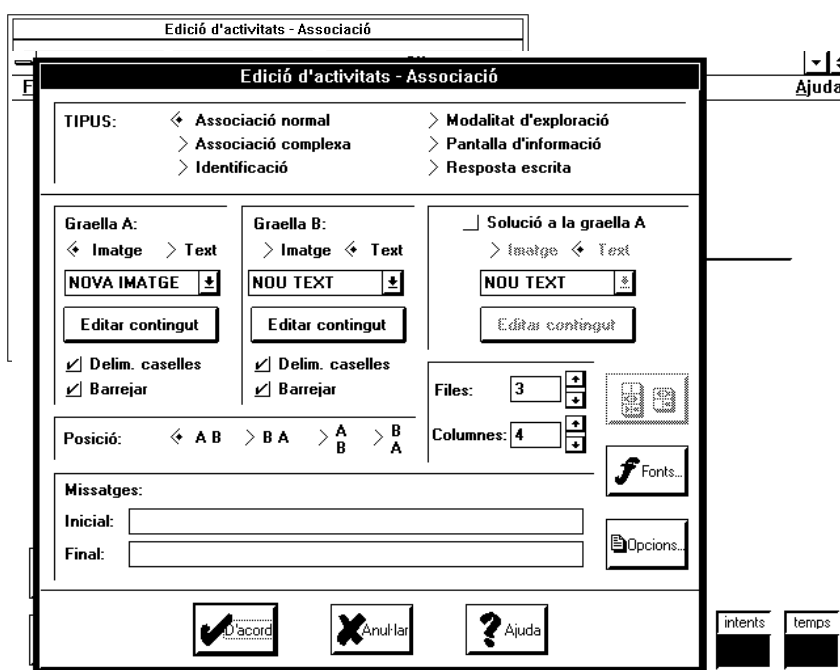 Edició d'activitats - Associació
Ajuda
Edició d'activitats - Associació
TIPUS:
Associació normal
Associació complexa
Identificació
Modalitat d'exploració
Pantalla d'informació
Resposta escrita
Graella A:
Imatge Text
NOVA IMATGE
Editar contingut
Delim. caselles
Barrejar
Graella B:
Imatge Text
NOU TEXT
Editar contingut
Delim. caselles
Barrejar
Solució a la graella A
Imatge Text
NOU TEXT
Editar contingut
Files: 3
Columnes: 4
Posició: A B B A A B B A
Fonts...
Missatges:
Inicial:
Final:
Opcions...
D'acord
Anul·lar
Ajuda
intents
temps